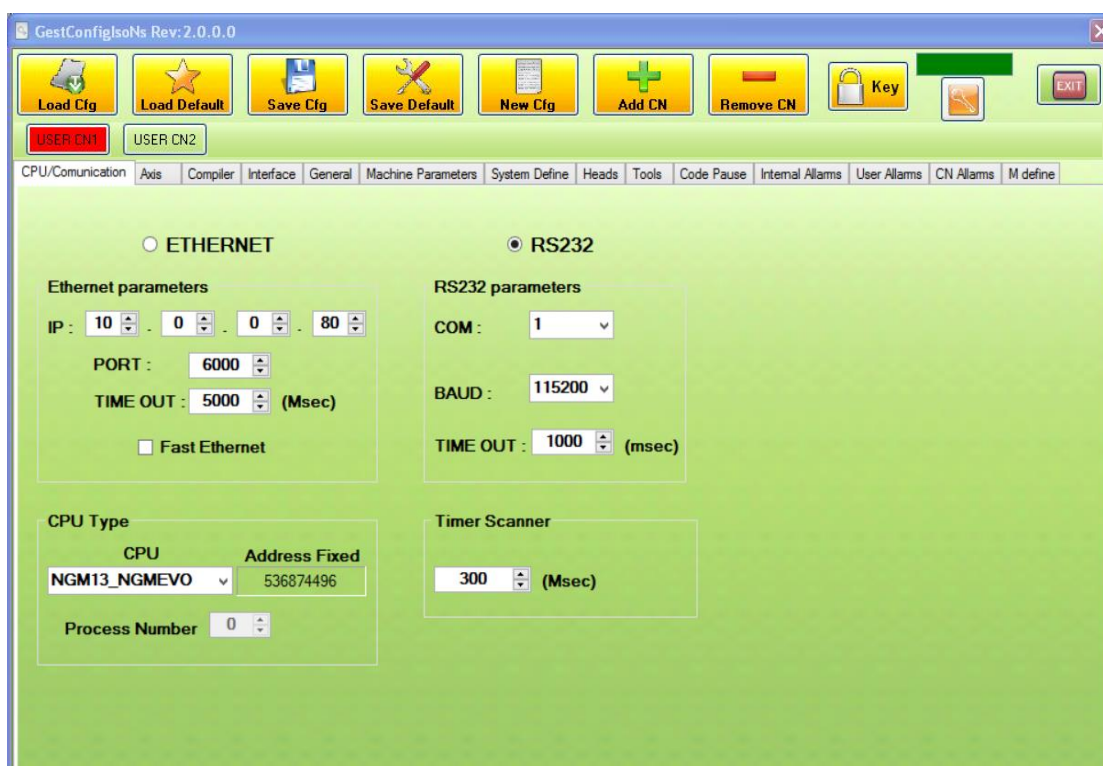 GestConfigIsoNs Rev:2.0.0.0
Load Cfg Load Default Save Cfg Save Default New Cfg Add CN Remove CN Key EXIT
USER CN1 USER CN2
CPU/Comunication Axis Compiler Interface General Machine Parameters System Define Heads Tools Code Pause Internal Allarms User Allarms CN Allarms M define
ETHERNET RS232
Ethernet parameters RS232 parameters
IP : 10 . 0 . 0 . 80 COM : 1
PORT : 6000
BAUD : 115200
TIME OUT : 5000 (Msec)
Fast Ethernet TIME OUT : 1000 (msec)
CPU Type Timer Scanner
CPU Address Fixed
NGM13_NGMEVO 536874496 300 (Msec)
Process Number 0